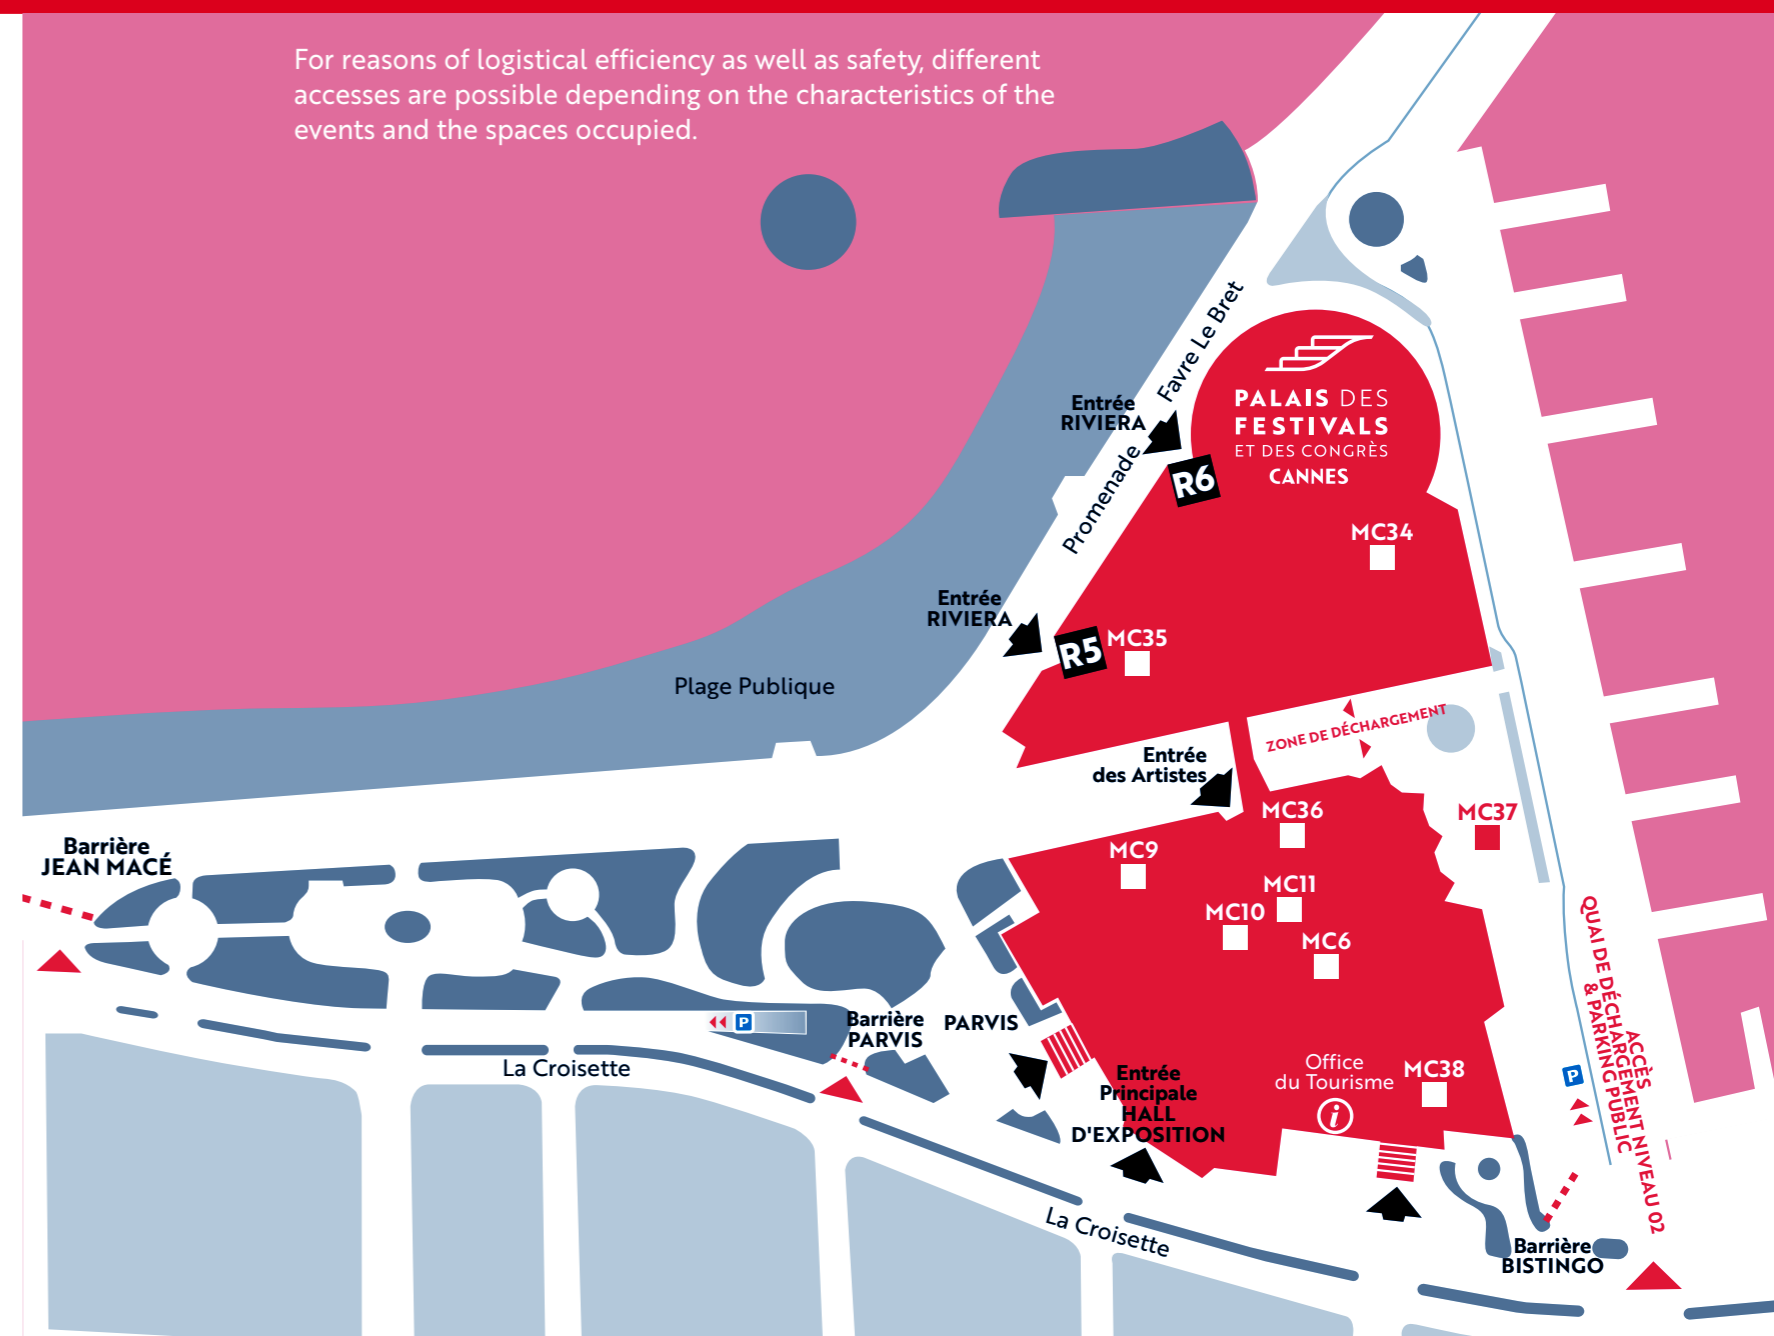 For reasons of logistical efficiency as well as safety, different
accesses are possible depending on the characteristics of the
events and the spaces occupied.
Promenade Favre Le Bret
PALAIS DES
FESTIVALS
ET DES CONGRÈS
CANNES
Entrée
RIVIERA
R6
MC34
Entrée
RIVIERA
R5
MC35
Plage Publique
ZONE DE DÉCHARGEMENT
Entrée
des Artistes
MC36
MC37
Barrière
JEAN MACÉ
MC9
MC11
MC10
MC6
P
Barrière
PARVIS
PARVIS
La Croisette
Entrée
Principale
HALL
D'EXPOSITION
Office
du Tourisme
i
MC38
P
ACCÈS
QUAI DE DÉCHARGEMENT NIVEAU 02
& PARKING PUBLIC
La Croisette
Barrière
BISTINGO